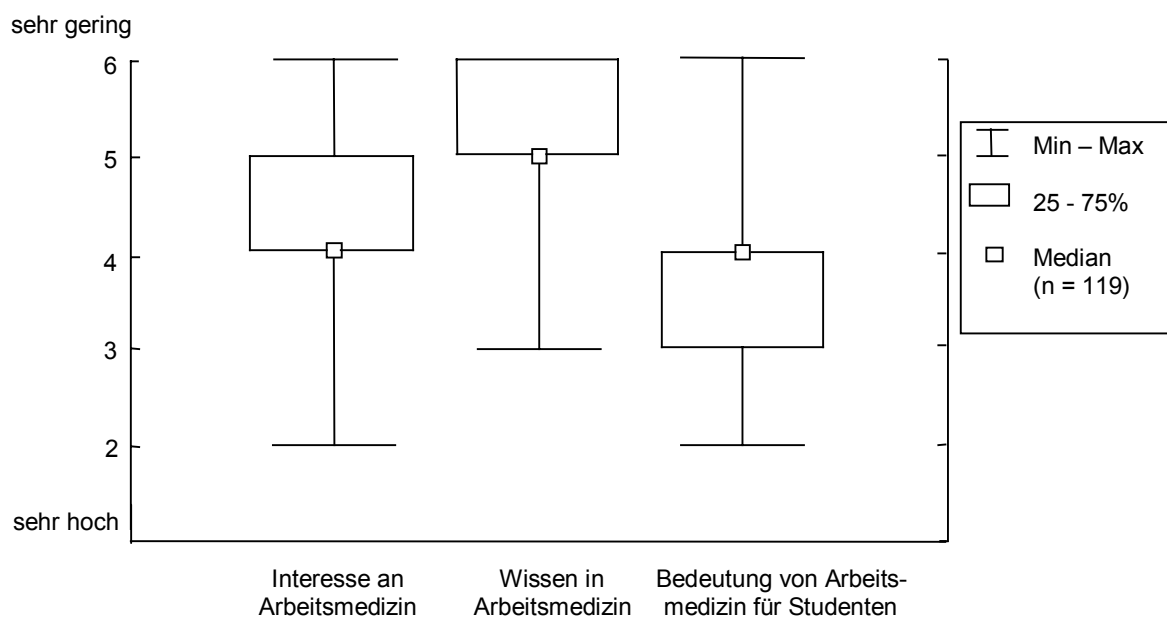 sehr gering
6
5
4
3
2
sehr hoch
Interesse an
Arbeitsmedizin
Wissen in
Arbeitsmedizin
Bedeutung von Arbeits-
medizin für Studenten
Min – Max
25 - 75%
Median
(n = 119)